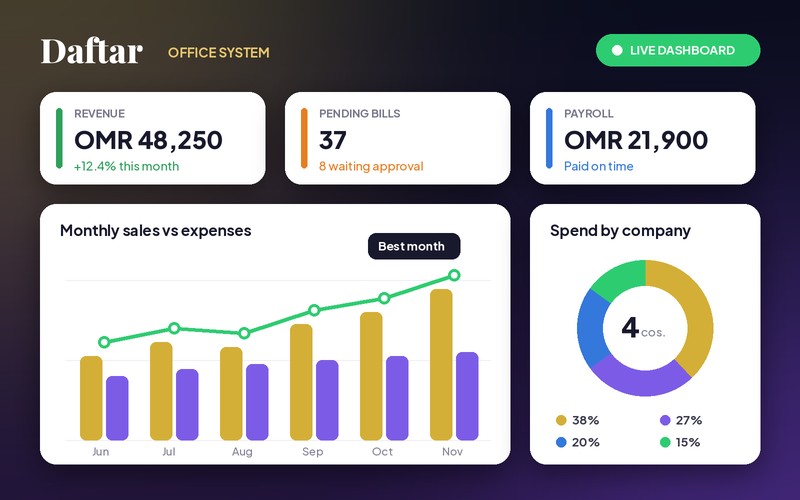 Daftar
OFFICE SYSTEM
LIVE DASHBOARD
REVENUE
OMR 48,250
+12.4% this month
PENDING BILLS
37
8 waiting approval
PAYROLL
OMR 21,900
Paid on time
Monthly sales vs expenses
Best month
Jun Jul Aug Sep Oct Nov
Spend by company
4 cos.
38% 27%
20% 15%